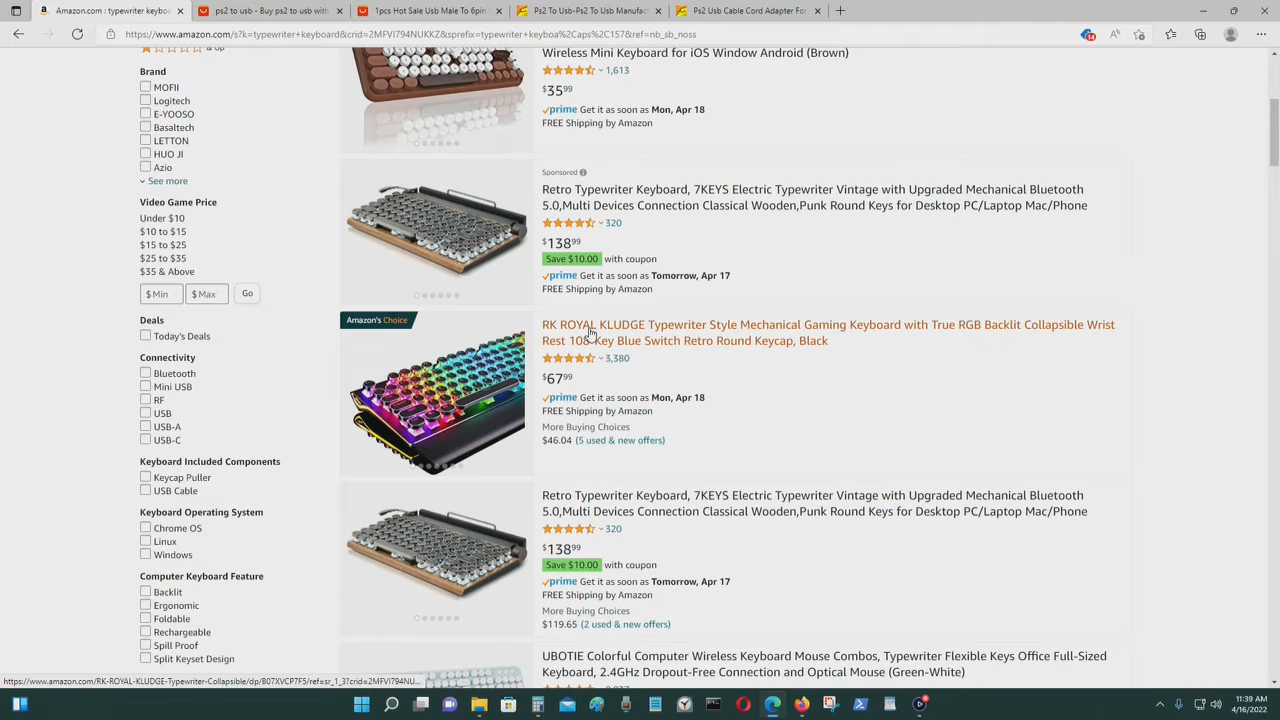 Amazon.com : typewriter keyboard
ps2 to usb - Buy ps2 to usb with
1pcs Hot Sale Usb Male To 6pin
Ps2 To Usb-Ps2 To Usb Manufac
Ps2 Usb Cable Cord Adapter For
https://www.amazon.com/s?k=typewriter+keyboard&crid=2MFVI794NUKKZ&sprefix=typewriter+keyboa%2Caps%2C157&ref=nb_sb_noss
14
& Up
Brand
MOFII
Logitech
E-YOOSO
Basaltech
LETTON
HUO JI
Azio
See more
Video Game Price
Under $10
$10 to $15
$15 to $25
$25 to $35
$35 & Above
$ Min
$ Max
Go
Deals
Today's Deals
Connectivity
Bluetooth
Mini USB
RF
USB
USB-A
USB-C
Keyboard Included Components
Keycap Puller
USB Cable
Keyboard Operating System
Chrome OS
Linux
Windows
Computer Keyboard Feature
Backlit
Ergonomic
Foldable
Rechargeable
Spill Proof
Split Keyset Design
Wireless Mini Keyboard for iOS Window Android (Brown)
1,613
$35.99
prime Get it as soon as Mon, Apr 18
FREE Shipping by Amazon
Sponsored
Retro Typewriter Keyboard, 7KEYS Electric Typewriter Vintage with Upgraded Mechanical Bluetooth
5.0,Multi Devices Connection Classical Wooden,Punk Round Keys for Desktop PC/Laptop Mac/Phone
320
$138.99
Save $10.00 with coupon
prime Get it as soon as Tomorrow, Apr 17
FREE Shipping by Amazon
Amazon's Choice
RK ROYAL KLUDGE Typewriter Style Mechanical Gaming Keyboard with True RGB Backlit Collapsible Wrist
Rest 108-Key Blue Switch Retro Round Keycap, Black
3,380
$67.99
prime Get it as soon as Mon, Apr 18
FREE Shipping by Amazon
More Buying Choices
$46.04 (5 used & new offers)
Retro Typewriter Keyboard, 7KEYS Electric Typewriter Vintage with Upgraded Mechanical Bluetooth
5.0,Multi Devices Connection Classical Wooden,Punk Round Keys for Desktop PC/Laptop Mac/Phone
320
$138.99
Save $10.00 with coupon
prime Get it as soon as Tomorrow, Apr 17
FREE Shipping by Amazon
More Buying Choices
$119.65 (2 used & new offers)
UBOTIE Colorful Computer Wireless Keyboard Mouse Combos, Typewriter Flexible Keys Office Full-Sized
Keyboard, 2.4GHz Dropout-Free Connection and Optical Mouse (Green-White)
https://www.amazon.com/RK-ROYAL-KLUDGE-Typewriter-Collapsible/dp/B07XVCP7F5/ref=sr_1_3?crid=2MFVI794NU...
11:39 AM
4/16/2022